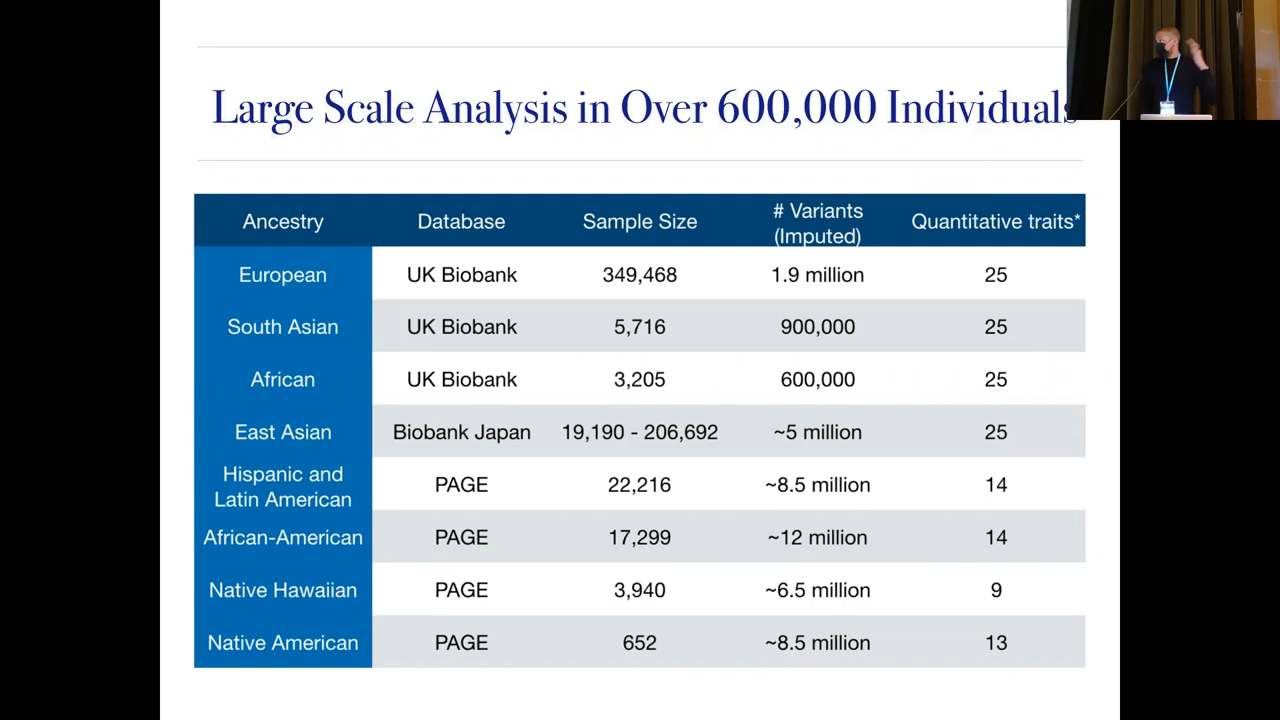 Large Scale Analysis in Over 600,000 Individuals
Ancestry Database Sample Size # Variants (Imputed) Quantitative traits*
European UK Biobank 349,468 1.9 million 25
South Asian UK Biobank 5,716 900,000 25
African UK Biobank 3,205 600,000 25
East Asian Biobank Japan 19,190 - 206,692 ~5 million 25
Hispanic and Latin American PAGE 22,216 ~8.5 million 14
African-American PAGE 17,299 ~12 million 14
Native Hawaiian PAGE 3,940 ~6.5 million 9
Native American PAGE 652 ~8.5 million 13